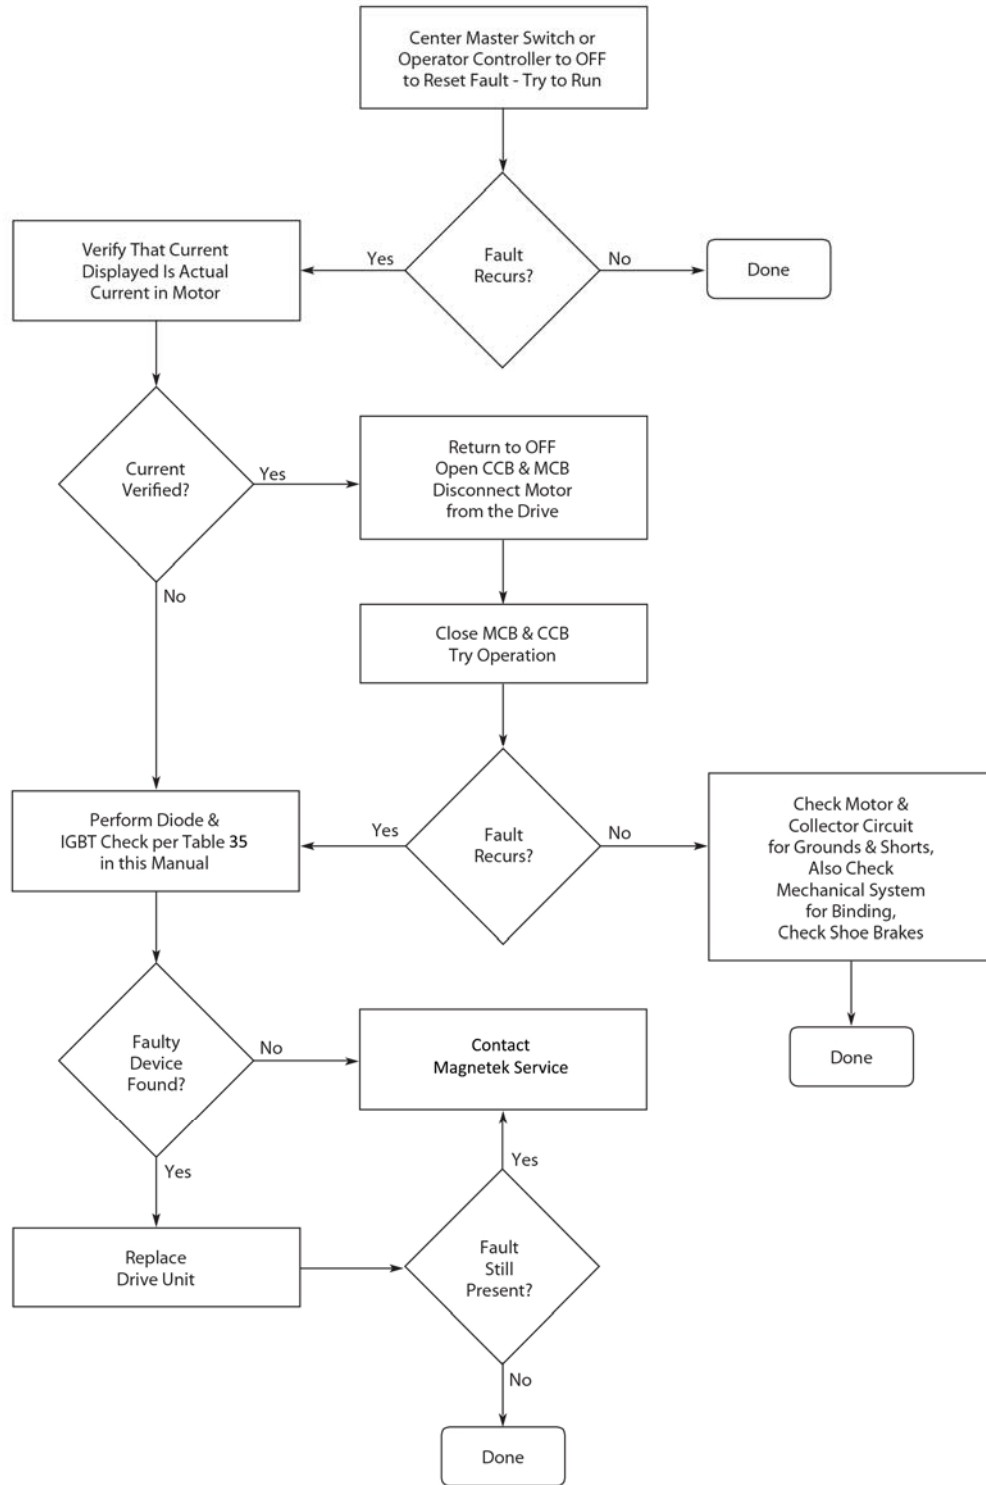 Center Master Switch or
Operator Controller to OFF
to Reset Fault - Try to Run
Verify That Current
Displayed Is Actual
Current in Motor
Yes
Fault
Recurs?
No
Done
Current
Verified?
Yes
No
Return to OFF
Open CCB & MCB
Disconnect Motor
from the Drive
Close MCB & CCB
Try Operation
Perform Diode &
IGBT Check per Table 35
in this Manual
Yes
Fault
Recurs?
No
Check Motor &
Collector Circuit
for Grounds & Shorts,
Also Check
Mechanical System
for Binding,
Check Shoe Brakes
Done
Faulty
Device
Found?
No
Yes
Contact
Magnetek Service
Yes
Replace
Drive Unit
Fault
Still
Present?
No
Done